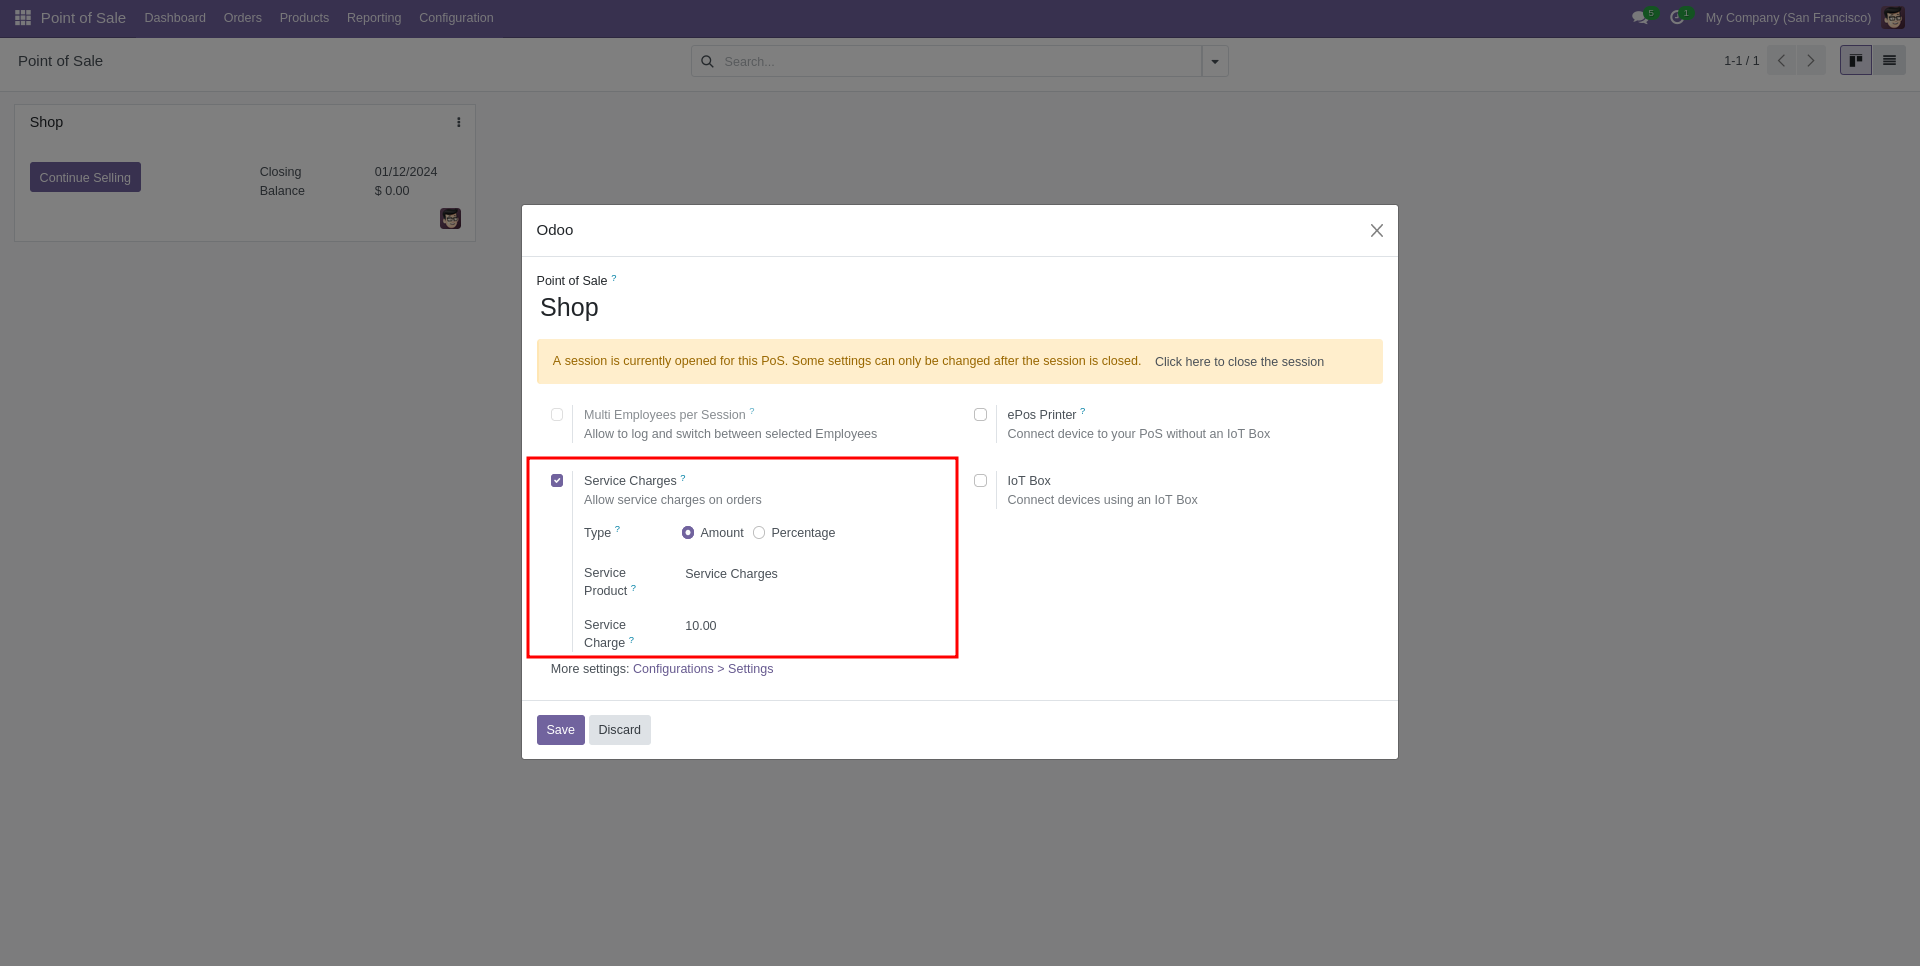 Point of Sale Dashboard Orders Products Reporting Configuration 5 1 My Company (San Francisco)
Point of Sale Search... 1-1 / 1
Shop
Continue Selling Closing 01/12/2024
Balance $ 0.00
Odoo
Point of Sale ?
Shop
A session is currently opened for this PoS. Some settings can only be changed after the session is closed. Click here to close the session
Multi Employees per Session ?
Allow to log and switch between selected Employees
ePos Printer ?
Connect device to your PoS without an IoT Box
Service Charges ?
Allow service charges on orders
Type ? Amount Percentage
Service
Product ?
Service Charges
Service
Charge ?
10.00
IoT Box
Connect devices using an IoT Box
More settings: Configurations > Settings
Save Discard